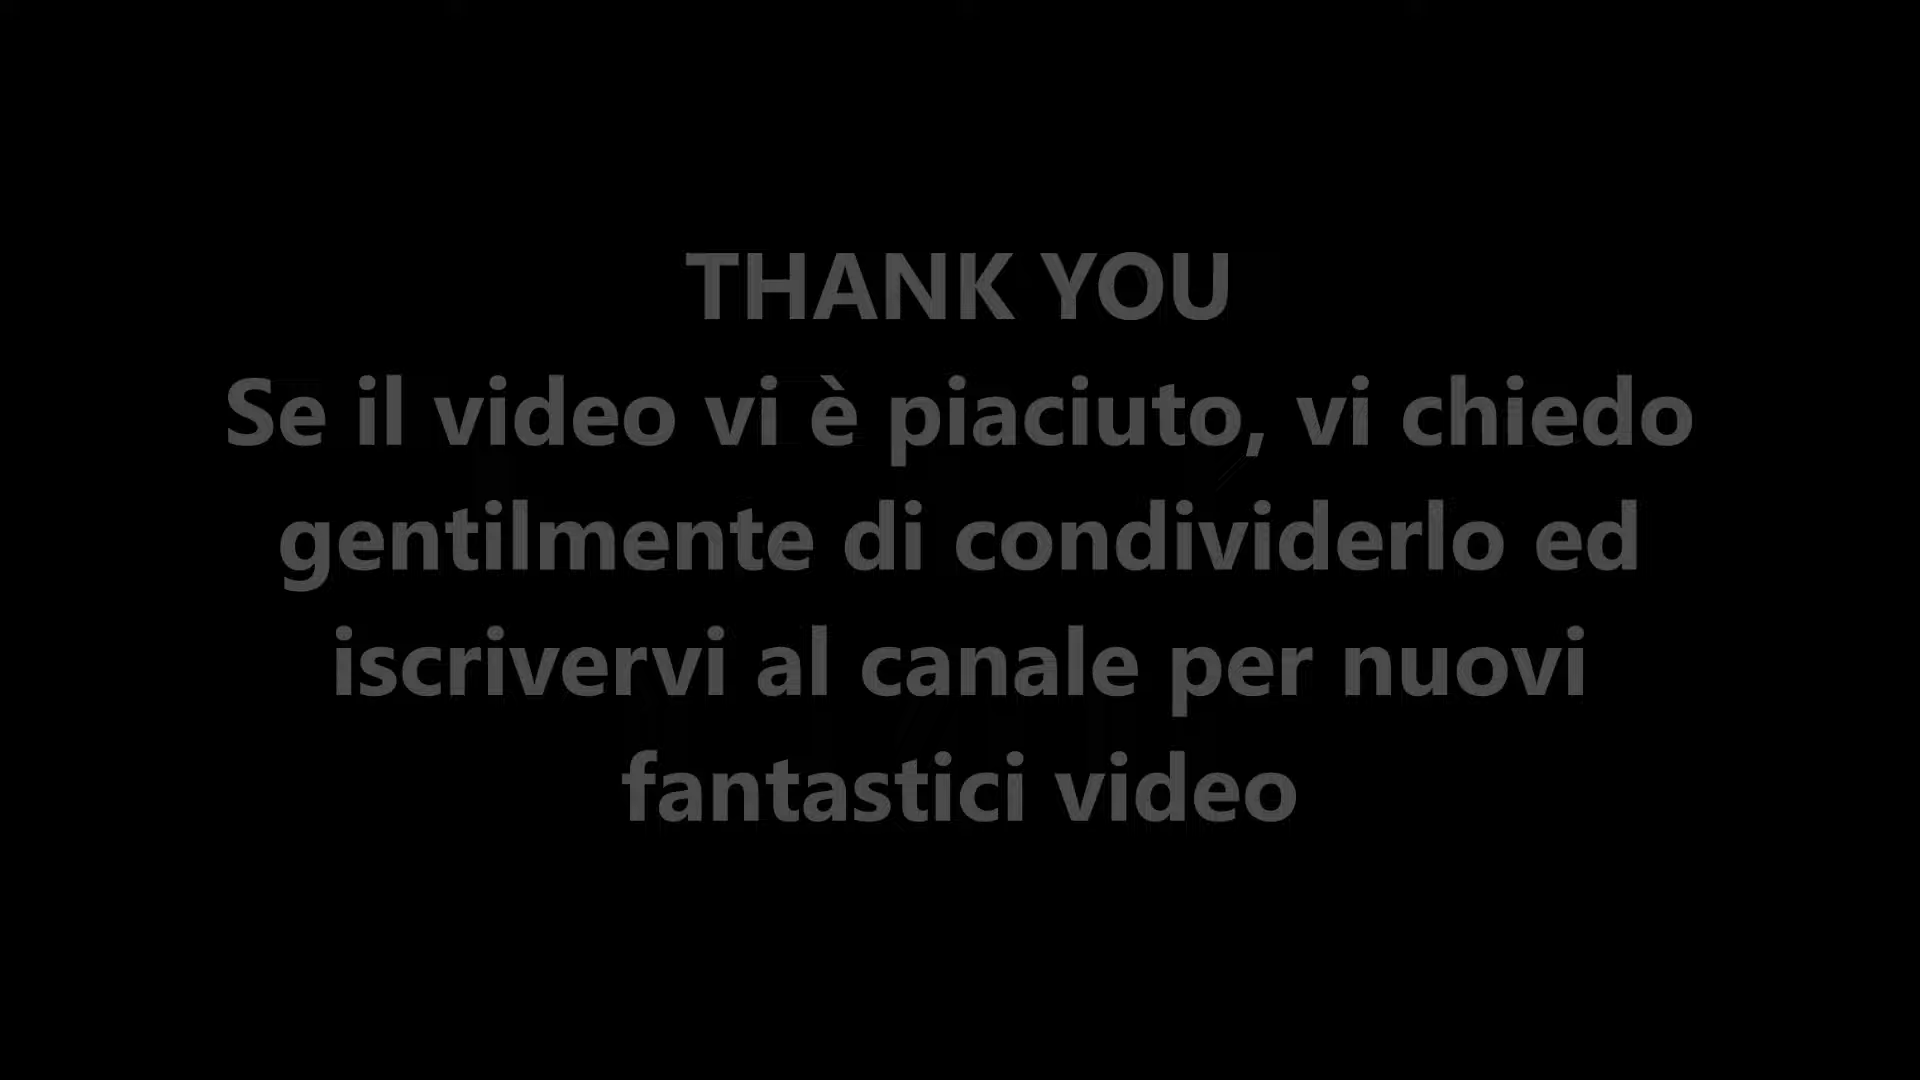 THANK YOU
Se il video vi è piaciuto, vi chiedo
gentilmente di condividerlo ed
iscrivervi al canale per nuovi
fantastici video